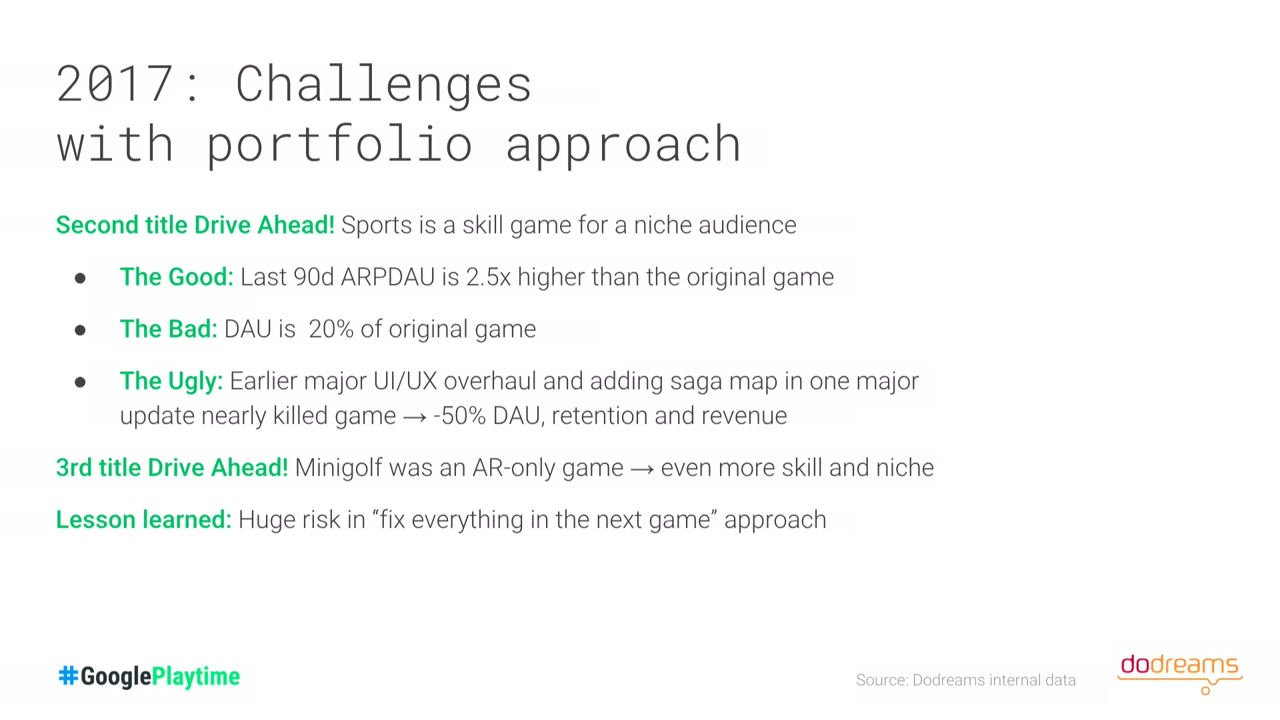 2017: Challenges
with portfolio approach
Second title Drive Ahead! Sports is a skill game for a niche audience
● The Good: Last 90d ARPDAU is 2.5x higher than the original game
● The Bad: DAU is  20% of original game
● The Ugly: Earlier major UI/UX overhaul and adding saga map in one major
update nearly killed game → -50% DAU, retention and revenue
3rd title Drive Ahead! Minigolf was an AR-only game → even more skill and niche
Lesson learned: Huge risk in “fix everything in the next game” approach
#GooglePlaytime
Source: Dodreams internal data
dodreams